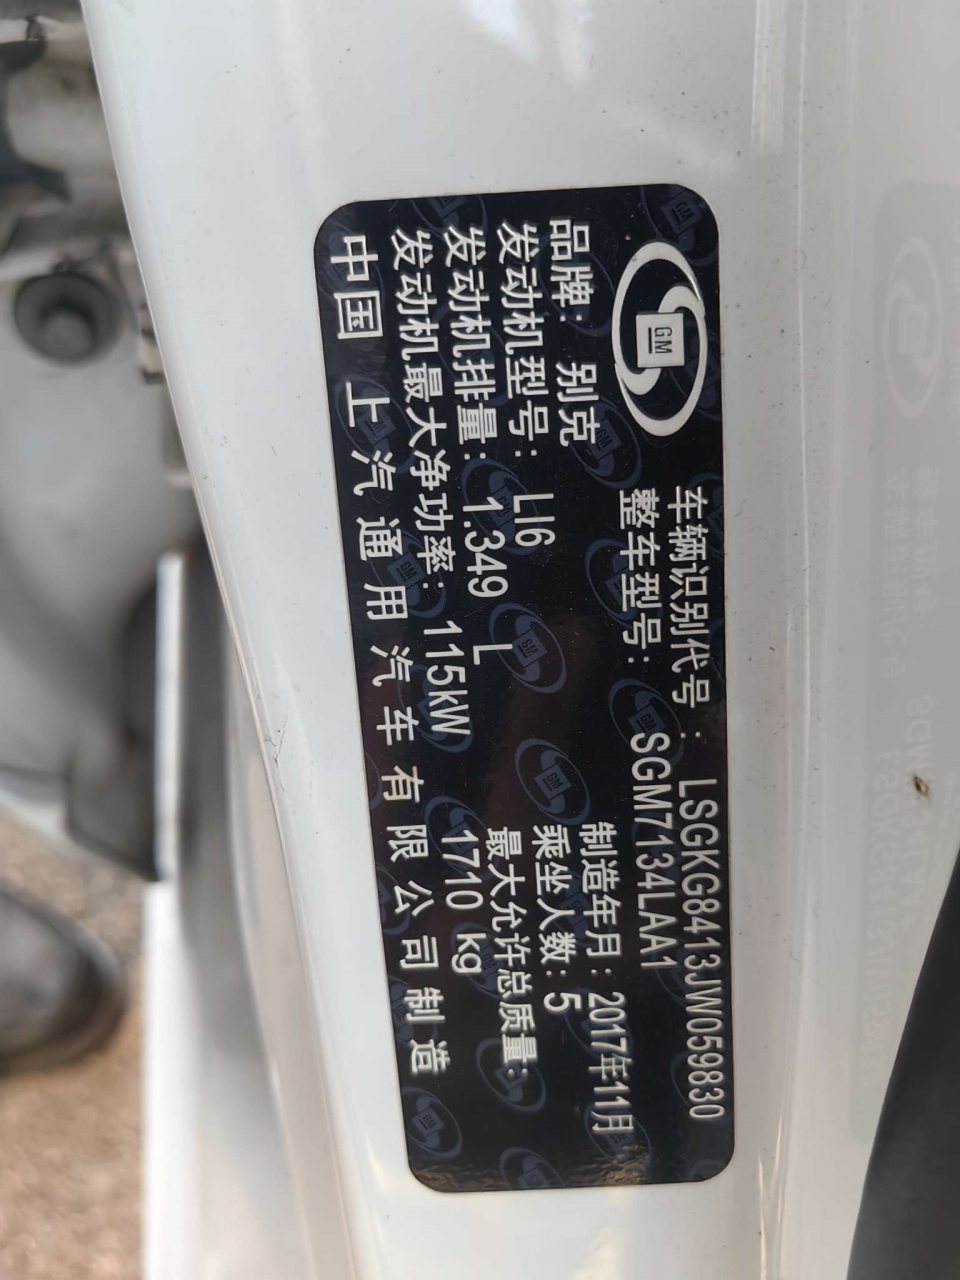 GM
车辆识别代号: LSGKG8413JW059830
整车型号: SGM7134LAA1
品牌: 别克
制造年月: 2017年11月
发动机型号: LI6
乘坐人数: 5
发动机排量: 1.349 L
最大允许总质量:
发动机最大净功率: 115kW
1710 kg
中国 上汽通用汽车有限公司制造